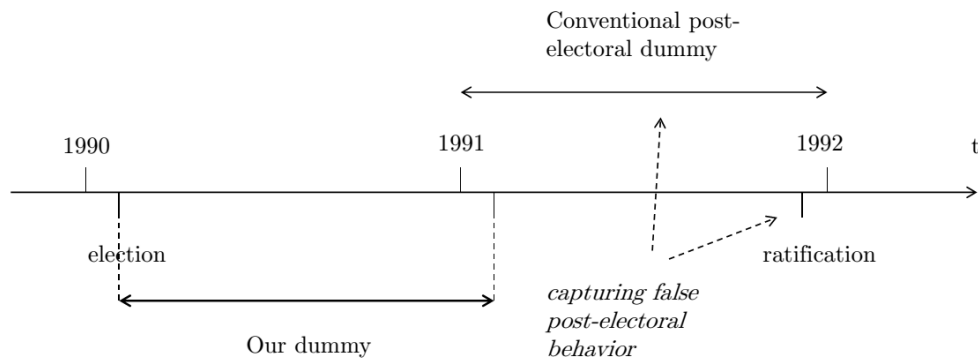 Conventional post-
electoral dummy
1990
1991
1992
t
election
ratification
capturing false
post-electoral
behavior
Our dummy